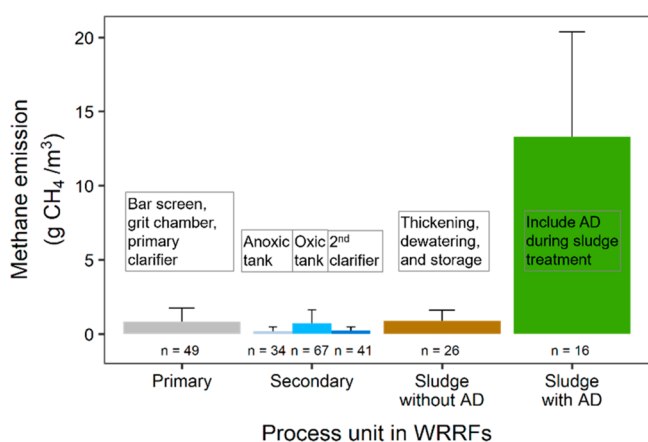 Methane emission
(g CH₄ /m³)
20
15
10
5
0
Bar screen,
grit chamber,
primary
clarifier
Anoxic
tank
Oxic
tank
2ⁿᵈ
clarifier
Thickening,
dewatering,
and storage
Include AD
during sludge
treatment
n = 49
n = 34
n = 67
n = 41
n = 26
n = 16
Primary
Secondary
Sludge
without AD
Sludge
with AD
Process unit in WRRFs